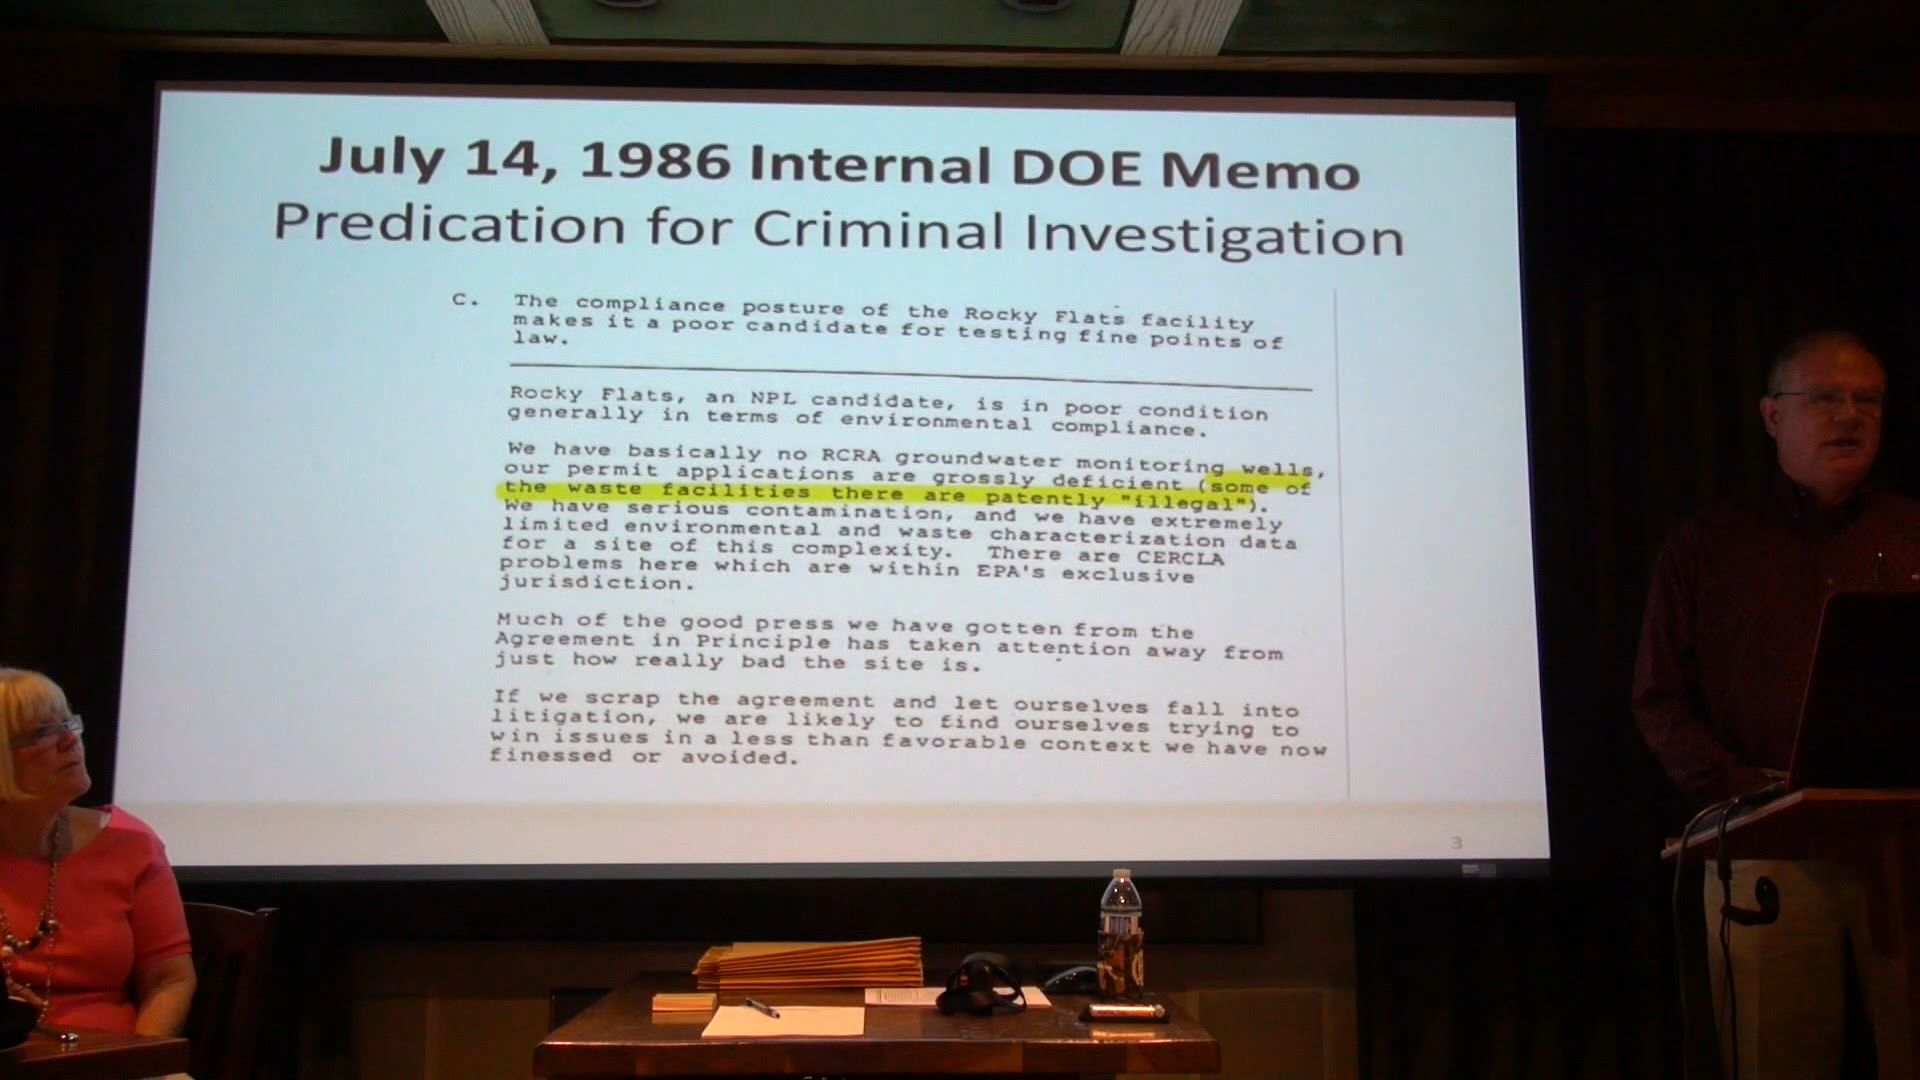 July 14, 1986 Internal DOE Memo
Predication for Criminal Investigation
C. The compliance posture of the Rocky Flats facility
makes it a poor candidate for testing fine points of
law.
Rocky Flats, an NPL candidate, is in poor condition
generally in terms of environmental compliance.
We have basically no RCRA groundwater monitoring wells,
our permit applications are grossly deficient (some of
the waste facilities there are patently "illegal").
We have serious contamination, and we have extremely
limited environmental and waste characterization data
for a site of this complexity. There are CERCLA
problems here which are within EPA's exclusive
jurisdiction.
Much of the good press we have gotten from the
Agreement in Principle has taken attention away from
just how really bad the site is.
If we scrap the agreement and let ourselves fall into
litigation, we are likely to find ourselves trying to
win issues in a less than favorable context we have now
finessed or avoided.
3